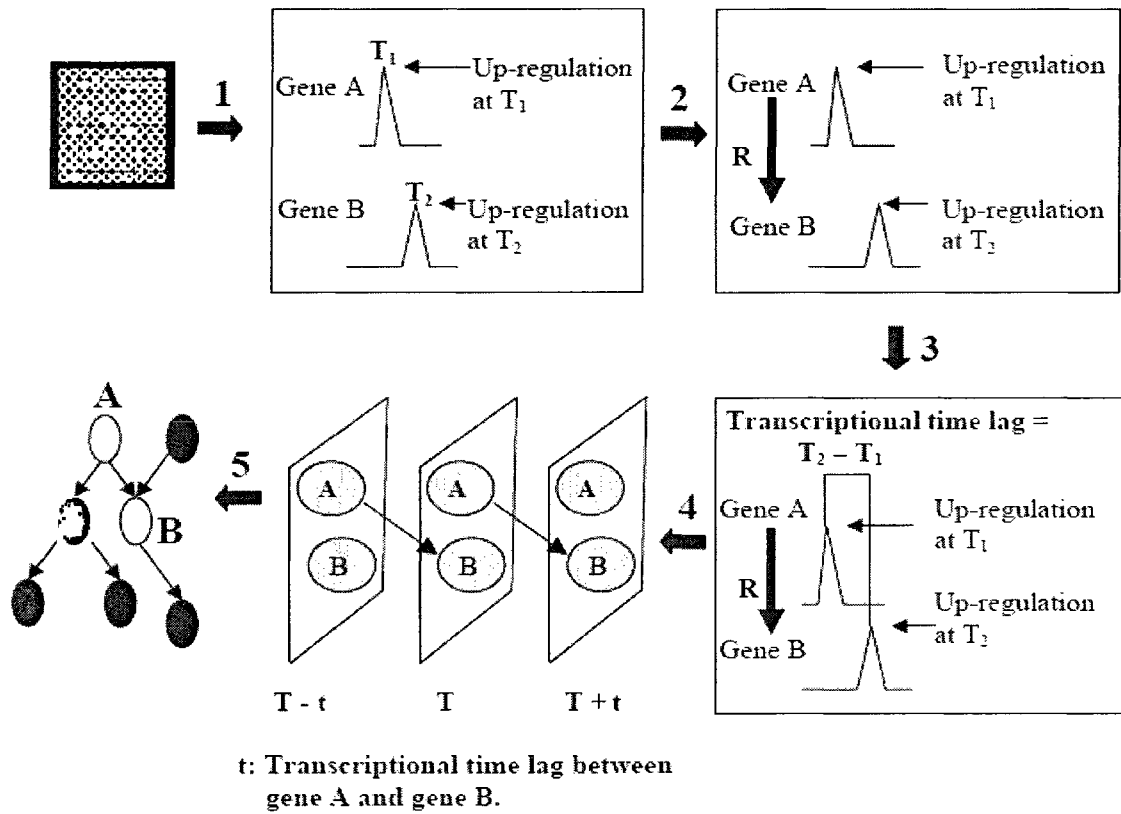 1
T₁
Gene A
Up-regulation
at T₁
Gene B
T₂
Up-regulation
at T₂
2
Gene A
Up-regulation
at T₁
R
Gene B
Up-regulation
at T₂
3
Transcriptional time lag =
T₂ – T₁
Gene A
Up-regulation
at T₁
R
Up-regulation
at T₂
Gene B
4
A
A
A
B
B
B
T - t
T
T + t
t: Transcriptional time lag between
gene A and gene B.
5
A
B